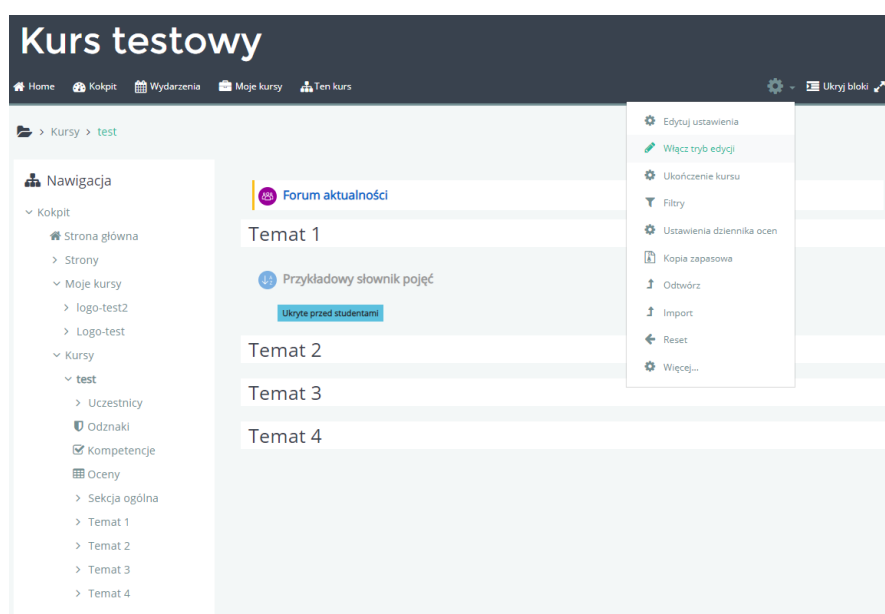 Kurs testowy
Home Kokpit Wydarzenia Moje kursy Ten kurs Ukryj bloki
> Kursy > test
Nawigacja
Kokpit
Strona główna
Strony
Moje kursy
logo-test2
Logo-test
Kursy
test
Uczestnicy
Odznaki
Kompetencje
Oceny
Sekcja ogólna
Temat 1
Temat 2
Temat 3
Temat 4
Forum aktualności
Temat 1
Przykładowy słownik pojęć
Ukryte przed studentami
Temat 2
Temat 3
Temat 4
Edytuj ustawienia
Włącz tryb edycji
Ukończenie kursu
Filtry
Ustawienia dziennika ocen
Kopia zapasowa
Odtwórz
Import
Reset
Więcej...